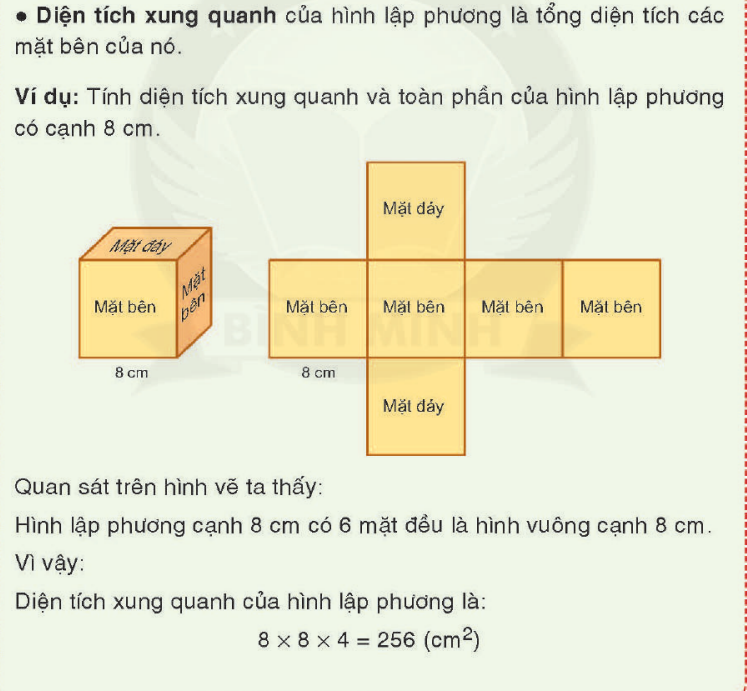 ● Diện tích xung quanh của hình lập phương là tổng diện tích các
mặt bên của nó.
Ví dụ: Tính diện tích xung quanh và toàn phần của hình lập phương
có cạnh 8 cm.
Mặt đáy
Mặt đáy
Mặt bên
Mặt bên
Mặt bên
Mặt bên
Mặt bên
Mặt bên
BÌNH MINH
8 cm
8 cm
Mặt đáy
Quan sát trên hình vẽ ta thấy:
Hình lập phương cạnh 8 cm có 6 mặt đều là hình vuông cạnh 8 cm.
Vì vậy:
Diện tích xung quanh của hình lập phương là:
8 × 8 × 4 = 256 (cm²)